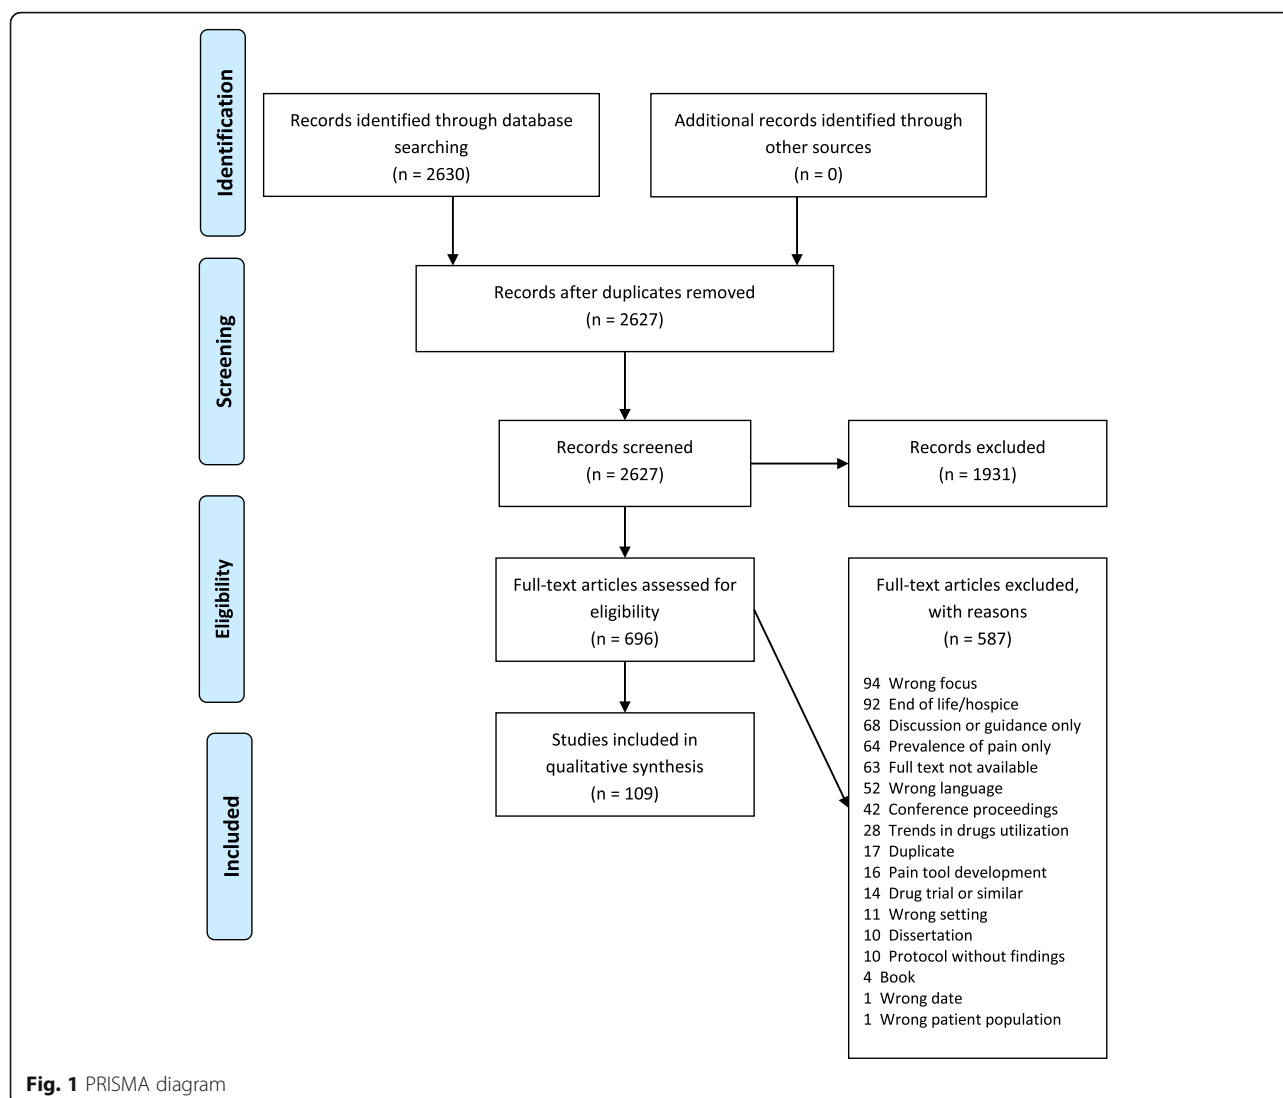 Identification
Records identified through database
searching
(n = 2630)
Additional records identified through
other sources
(n = 0)
Screening
Records after duplicates removed
(n = 2627)
Records screened
(n = 2627)
Records excluded
(n = 1931)
Eligibility
Full-text articles assessed for
eligibility
(n = 696)
Full-text articles excluded,
with reasons
(n = 587)
94 Wrong focus
92 End of life/hospice
68 Discussion or guidance only
64 Prevalence of pain only
63 Full text not available
52 Wrong language
42 Conference proceedings
28 Trends in drugs utilization
17 Duplicate
16 Pain tool development
14 Drug trial or similar
11 Wrong setting
10 Dissertation
10 Protocol without findings
4 Book
1 Wrong date
1 Wrong patient population
Included
Studies included in
qualitative synthesis
(n = 109)
Fig. 1 PRISMA diagram